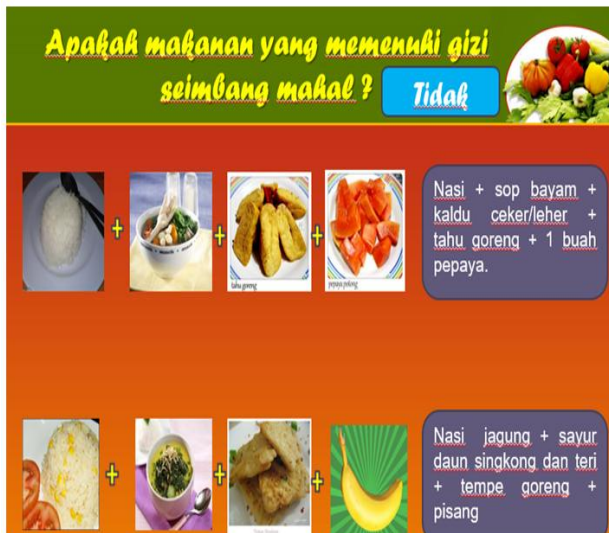 Apakah makanan yang memenuhi gizi
seimbang mahal ?
Tidak
+
+
+
tahu goreng
pepaya potong
Nasi + sop bayam +
kaldu ceker/leher +
tahu goreng + 1 buah
pepaya.
+
+
+
Nasi jagung + sayur
daun singkong dan teri
+ tempe goreng +
pisang